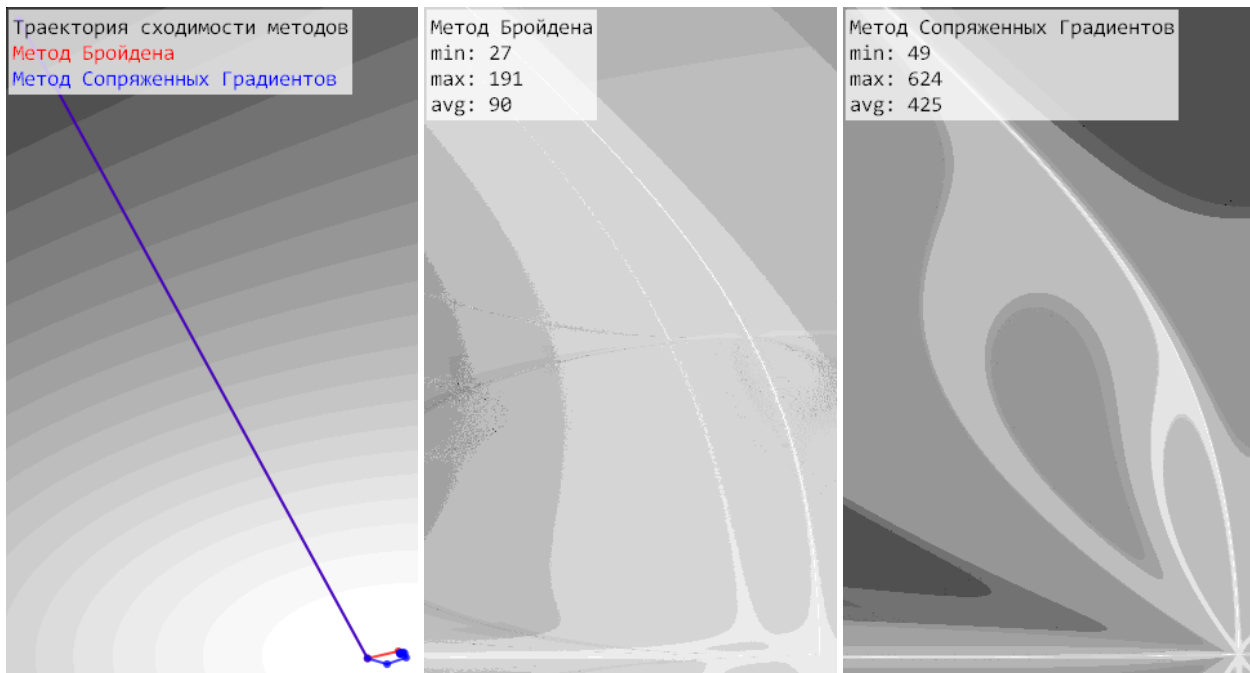 Траектория сходимости методов
Метод Бройдена
Метод Сопряженных Градиентов
Метод Бройдена
min: 27
max: 191
avg: 90
Метод Сопряженных Градиентов
min: 49
max: 624
avg: 425